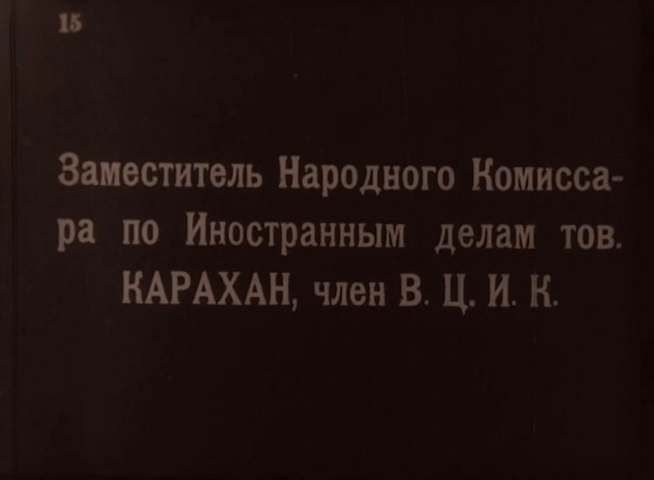 15
Заместитель Народного Комисса-
ра по Иностранным делам тов.
КАРАХАН, член В. Ц. И. К.